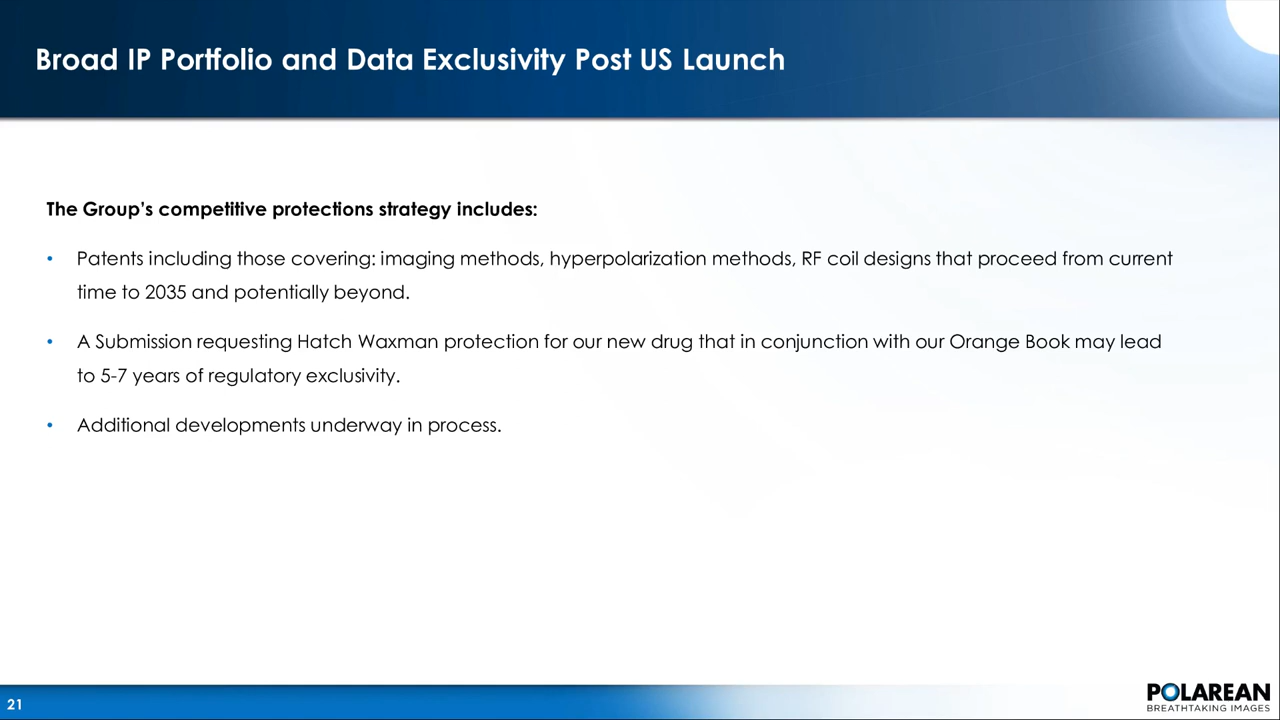 Broad IP Portfolio and Data Exclusivity Post US Launch
The Group's competitive protections strategy includes:
• Patents including those covering: imaging methods, hyperpolarization methods, RF coil designs that proceed from current
time to 2035 and potentially beyond.
• A Submission requesting Hatch Waxman protection for our new drug that in conjunction with our Orange Book may lead
to 5-7 years of regulatory exclusivity.
• Additional developments underway in process.
21
POLAREAN
BREATHTAKING IMAGES